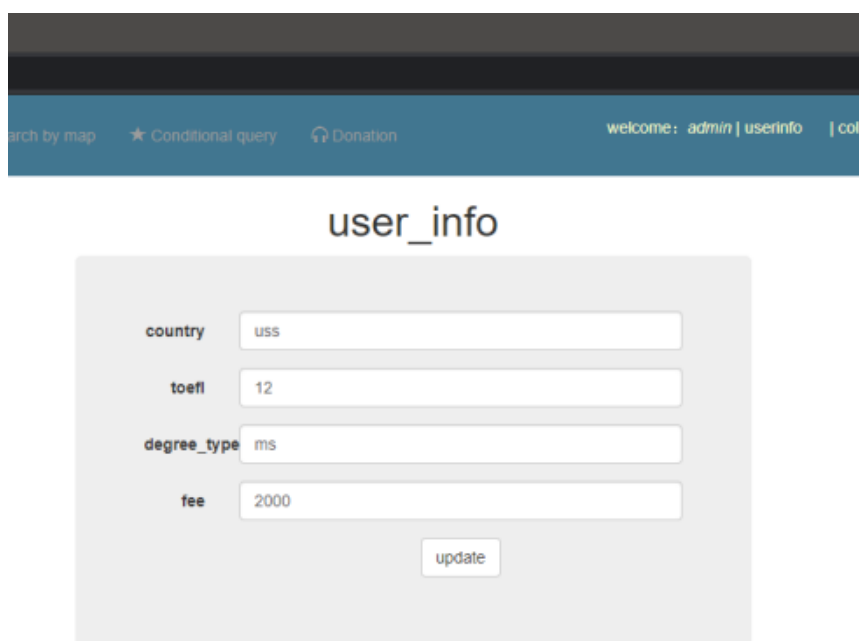 arch by map ★ Conditional query Donation welcome：admin | userinfo | col
user_info
country uss
toefl 12
degree_type ms
fee 2000
update